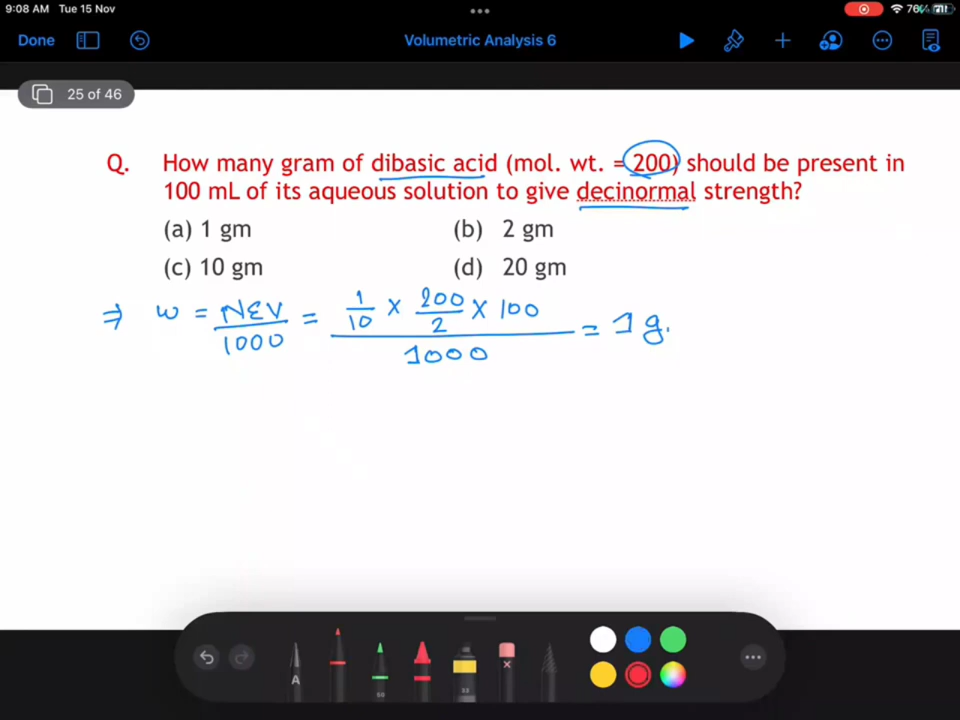 9:08 AM Tue 15 Nov
Done Volumetric Analysis 6
25 of 46
Q. How many gram of dibasic acid (mol. wt. = 200) should be present in
100 mL of its aqueous solution to give decinormal strength?
(a) 1 gm (b) 2 gm
(c) 10 gm (d) 20 gm
⇒ w = NEV/1000 = (1/10 × 200/2 × 100)/1000 = 1 g.
A 50 53